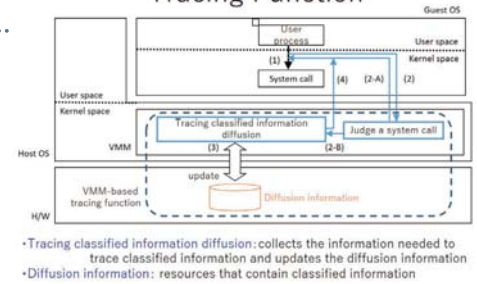 Tracing Function
...
Guest OS
User
process
User space
Kernel space
(1)
(4)
(2-A)
(2)
System call
User space
Kernel space
Tracing classified information
diffusion
Judge a system call
VMM
(3)
(2-B)
Host OS
update
VMM-based
tracing function
Diffusion information
H/W
・Tracing classified information diffusion: collects the information needed to
trace classified information and updates the diffusion information
・Diffusion information: resources that contain classified information